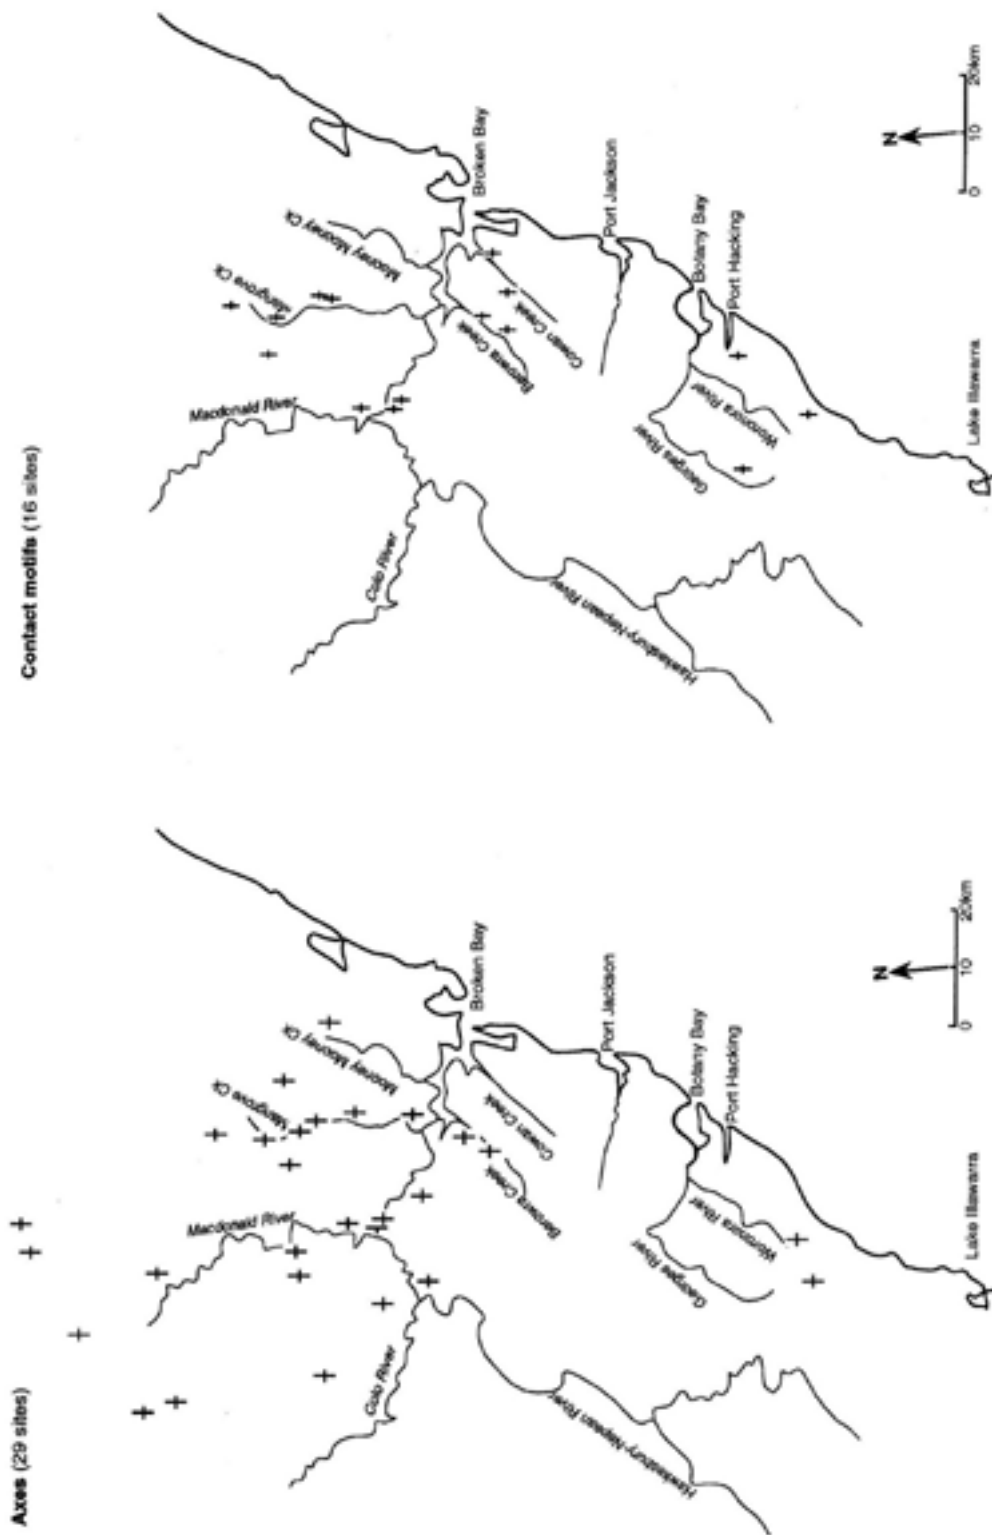 Contact motifs (16 sites)
Macdonald River
Mangrove Ck
Mooney Mooney Ck
Broken Bay
Colo River
Berowra Creek
Cowan Creek
Port Jackson
Hawkesbury-Nepean River
Georges River
Woronora River
Botany Bay
Port Hacking
Lake Illawarra
N
0 10 20km
Axes (29 sites)
Macdonald River
Mangrove Ck
Mooney Mooney Ck
Broken Bay
Colo River
Berowra Creek
Cowan Creek
Port Jackson
Hawkesbury-Nepean River
Georges River
Woronora River
Botany Bay
Port Hacking
Lake Illawarra
N
0 10 20km